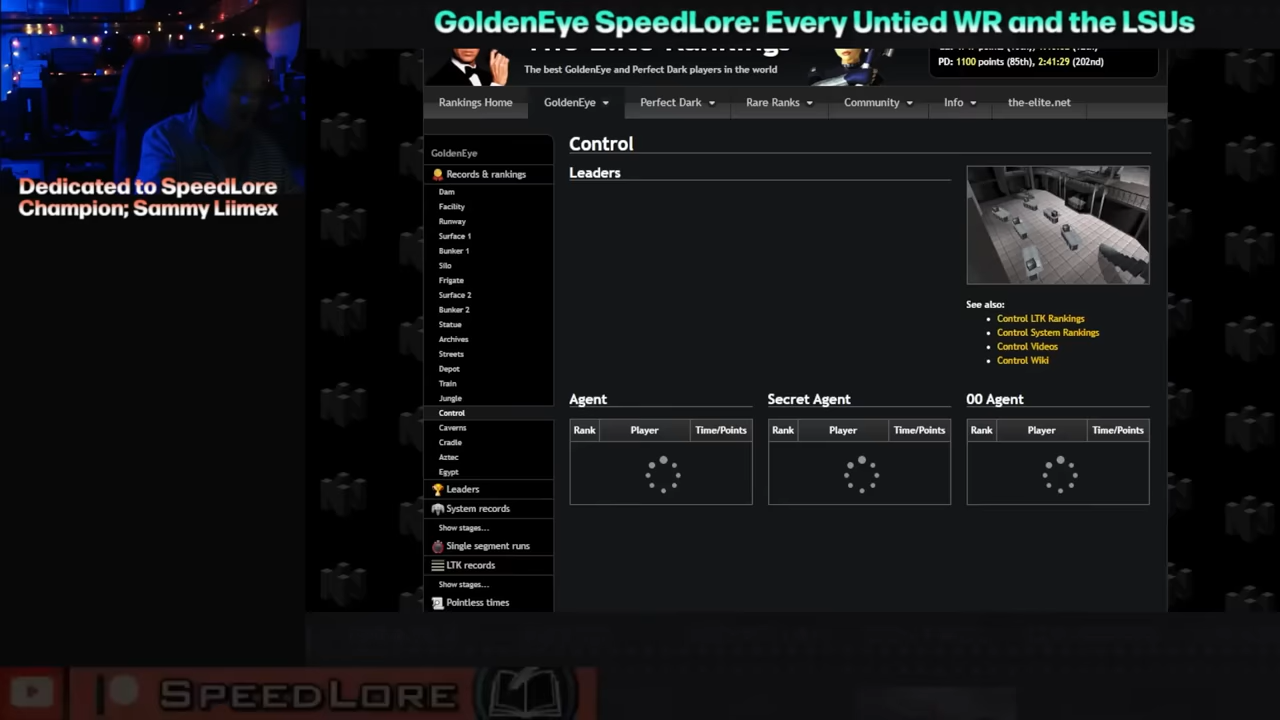 GoldenEye SpeedLore: Every Untied WR and the LSUs
The best GoldenEye and Perfect Dark players in the world
PD: 1100 points (85th), 2:41:29 (202nd)
Rankings Home
GoldenEye
Perfect Dark
Rare Ranks
Community
Info
the-elite.net
GoldenEye
Records & rankings
Dam
Facility
Runway
Surface 1
Bunker 1
Silo
Frigate
Surface 2
Bunker 2
Statue
Archives
Streets
Depot
Train
Jungle
Control
Caverns
Cradle
Aztec
Egypt
Leaders
System records
Show stages...
Single segment runs
LTK records
Show stages...
Pointless times
Control
Leaders
See also:
Control LTK Rankings
Control System Rankings
Control Videos
Control Wiki
Agent
Rank Player Time/Points
Secret Agent
Rank Player Time/Points
00 Agent
Rank Player Time/Points
Dedicated to SpeedLore
Champion; Sammy Liimex
SPEEDLORE